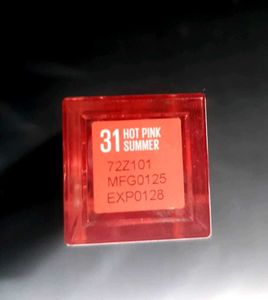 31 HOT PINK
SUMMER
72Z101
MFG0125
EXP0128